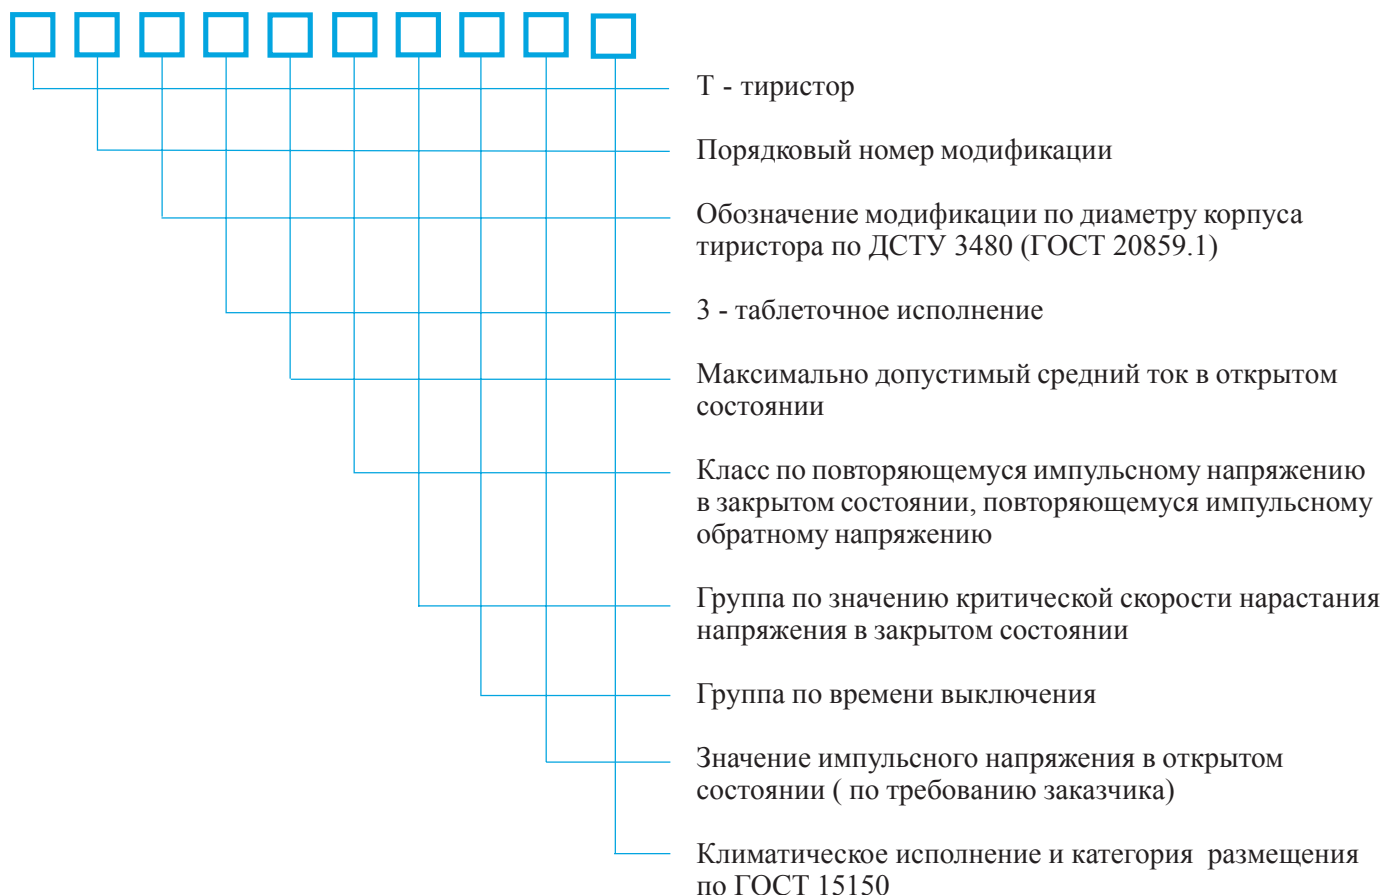 Т - тиристор
Порядковый номер модификации
Обозначение модификации по диаметру корпуса
тиристора по ДСТУ 3480 (ГОСТ 20859.1)
3 - таблеточное исполнение
Максимально допустимый средний ток в открытом
состоянии
Класс по повторяющемуся импульсному напряжению
в закрытом состоянии, повторяющемуся импульсному
обратному напряжению
Группа по значению критической скорости нарастания
напряжения в закрытом состоянии
Группа по времени выключения
Значение импульсного напряжения в открытом
состоянии ( по требованию заказчика)
Климатическое исполнение и категория  размещения
по ГОСТ 15150